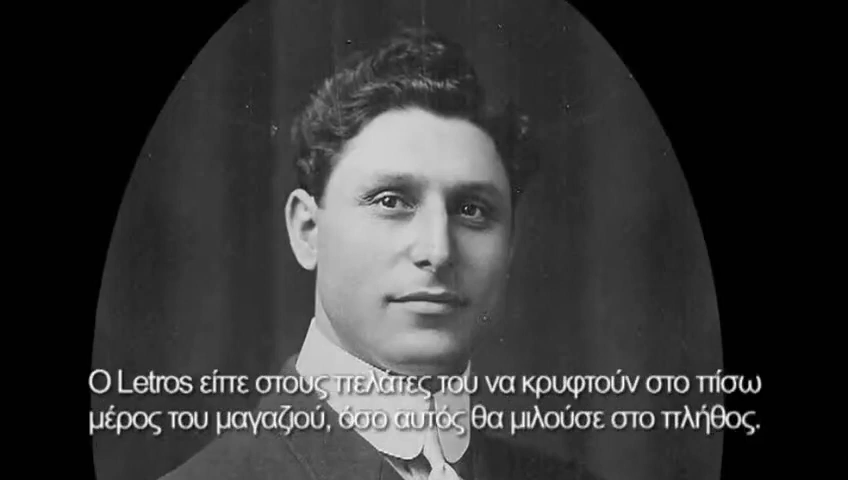 Ο Letros είπε στους πελάτες του να κρυφτούν στο πίσω
μέρος του μαγαζιού, όσο αυτός θα μιλούσε στο πλήθος.